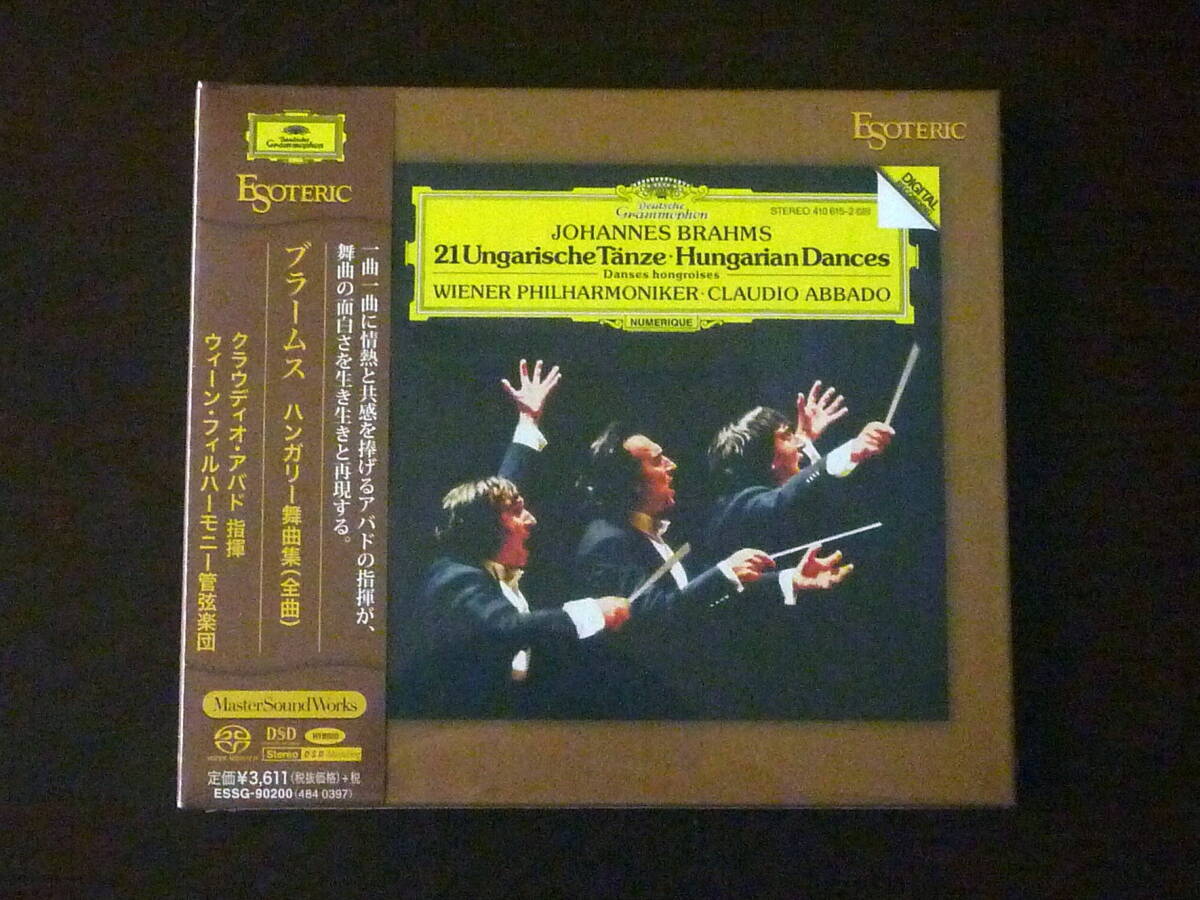 Deutsche
Grammophon
ESOTERIC
一曲一曲に情熱と共感を捧げるアバドの指揮が、
舞曲の面白さを生き生きと再現する。
ブラームス ハンガリー舞曲集(全曲)
クラウディオ・アバド 指揮
ウィーン・フィルハーモニー管弦楽団
MasterSoundWorks
DSD
HYBRID
Stereo DSD
定価¥3,611(税抜価格)+税
ESSG-90200(484 0397)
ESOTERIC
DIGITAL
Deutsche
Grammophon
STEREO 410 615-2
JOHANNES BRAHMS
21 Ungarische Tänze · Hungarian Dances
Danses hongroises
WIENER PHILHARMONIKER · CLAUDIO ABBADO
NUMERIQUE